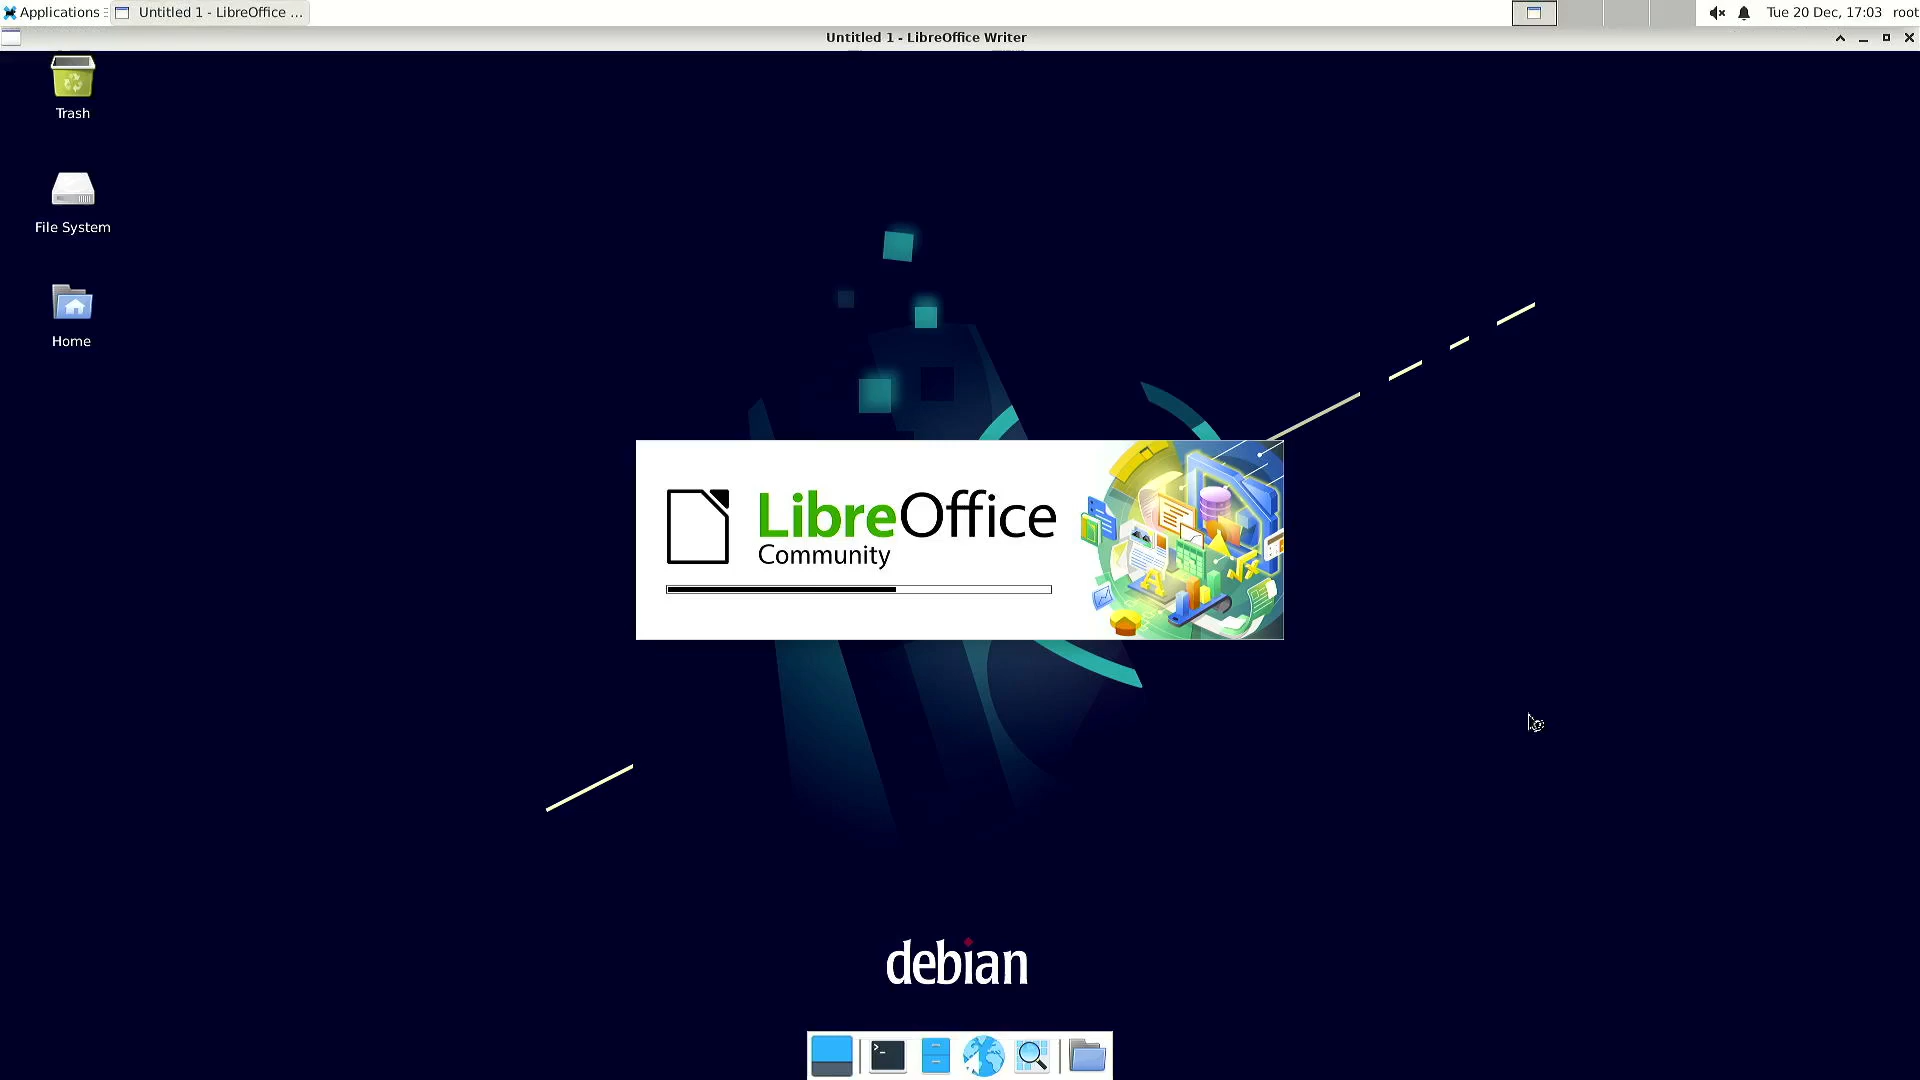 Applications
Untitled 1 - LibreOffice ...
Tue 20 Dec, 17:03
root
Untitled 1 - LibreOffice Writer
Trash
File System
Home
LibreOffice
Community
debian